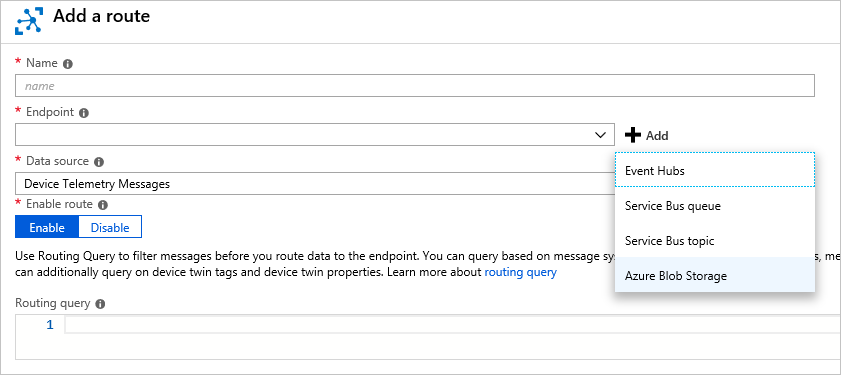 Add a route
* Name
name
* Endpoint
Add
* Data source
Device Telemetry Messages
Event Hubs
Service Bus queue
Service Bus topic
Azure Blob Storage
* Enable route
Enable Disable
Use Routing Query to filter messages before you route data to the endpoint. You can query based on message sy s, me
can additionally query on device twin tags and device twin properties. Learn more about routing query
Routing query
1